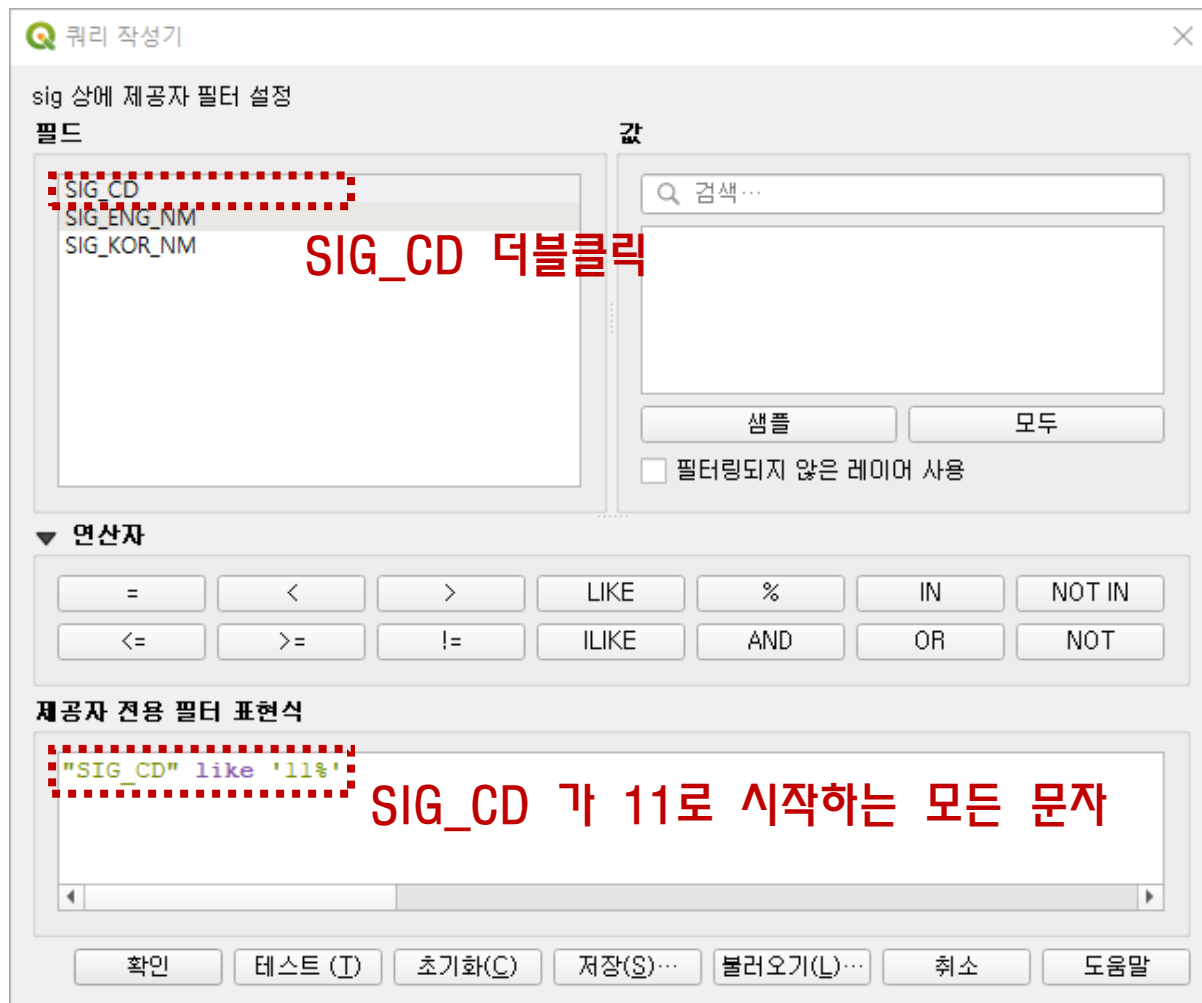 쿼리 작성기
sig 상에 제공자 필터 설정
필드
값
SIG_CD
SIG_ENG_NM
SIG_KOR_NM
SIG_CD 더블클릭
검색…
샘플
모두
필터링되지 않은 레이어 사용
연산자
= < > LIKE % IN NOT IN
<= >= != ILIKE AND OR NOT
제공자 전용 필터 표현식
"SIG_CD" like '11%'
SIG_CD 가 11로 시작하는 모든 문자
확인 테스트 (T) 초기화(C) 저장(S)… 불러오기(L)… 취소 도움말